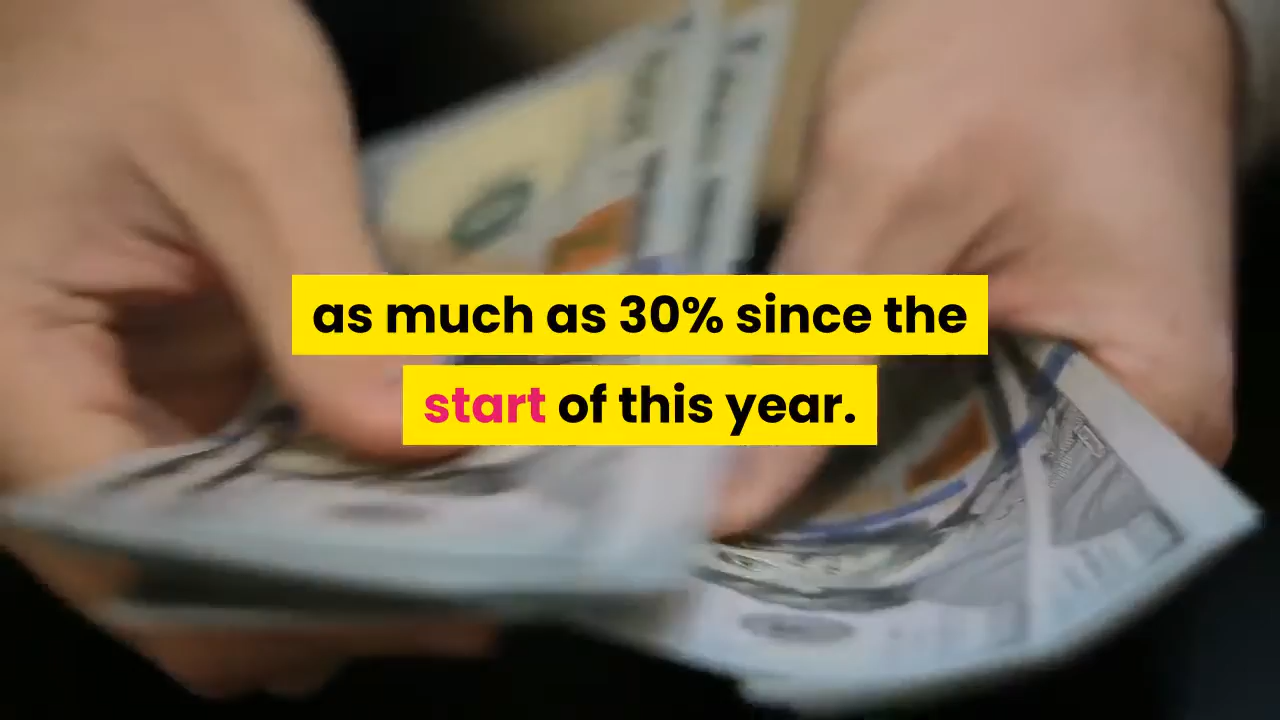 as much as 30% since the
start of this year.